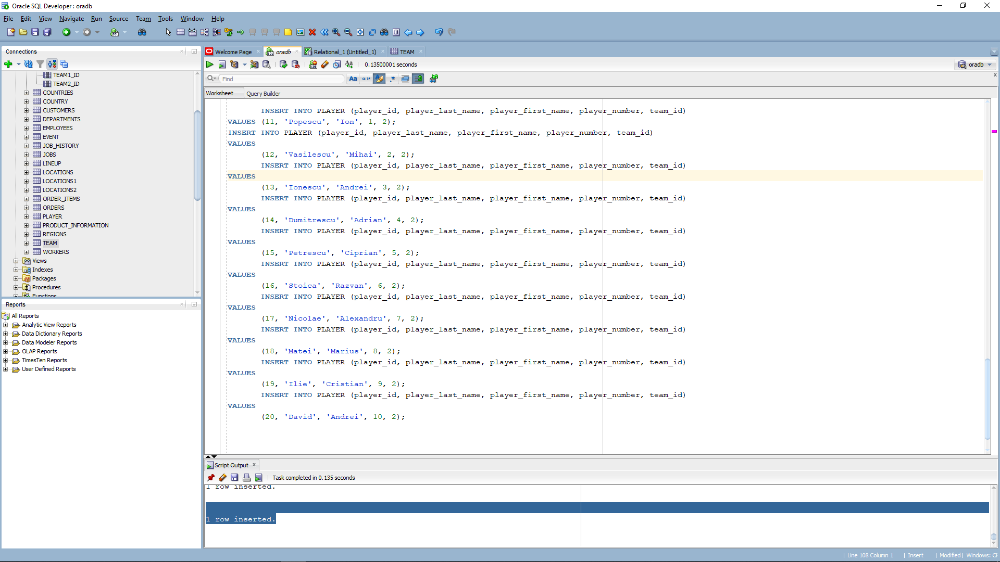 Oracle SQL Developer : oradb
File Edit View Navigate Run Source Team Tools Window Help
Connections
TEAM1_ID
TEAM2_ID
COUNTRIES
COUNTRY
CUSTOMERS
DEPARTMENTS
EMPLOYEES
EVENT
JOB_HISTORY
JOBS
LINEUP
LOCATIONS
LOCATIONS1
LOCATIONS2
ORDER_ITEMS
ORDERS
PLAYER
PRODUCT_INFORMATION
REGIONS
TEAM
WORKERS
Views
Indexes
Packages
Procedures
Functions
Reports
All Reports
Analytic View Reports
Data Dictionary Reports
Data Modeler Reports
OLAP Reports
TimesTen Reports
User Defined Reports
Welcome Page oradb Relational_1 (Untitled_1) TEAM
0.13500001 seconds
oradb
Find
Aa
Worksheet Query Builder
INSERT INTO PLAYER (player_id, player_last_name, player_first_name, player_number, team_id)
VALUES (11, 'Popescu', 'Ion', 1, 2);
INSERT INTO PLAYER (player_id, player_last_name, player_first_name, player_number, team_id)
VALUES
(12, 'Vasilescu', 'Mihai', 2, 2);
INSERT INTO PLAYER (player_id, player_last_name, player_first_name, player_number, team_id)
VALUES
(13, 'Ionescu', 'Andrei', 3, 2);
INSERT INTO PLAYER (player_id, player_last_name, player_first_name, player_number, team_id)
VALUES
(14, 'Dumitrescu', 'Adrian', 4, 2);
INSERT INTO PLAYER (player_id, player_last_name, player_first_name, player_number, team_id)
VALUES
(15, 'Petrescu', 'Ciprian', 5, 2);
INSERT INTO PLAYER (player_id, player_last_name, player_first_name, player_number, team_id)
VALUES
(16, 'Stoica', 'Razvan', 6, 2);
INSERT INTO PLAYER (player_id, player_last_name, player_first_name, player_number, team_id)
VALUES
(17, 'Nicolae', 'Alexandru', 7, 2);
INSERT INTO PLAYER (player_id, player_last_name, player_first_name, player_number, team_id)
VALUES
(18, 'Matei', 'Marius', 8, 2);
INSERT INTO PLAYER (player_id, player_last_name, player_first_name, player_number, team_id)
VALUES
(19, 'Ilie', 'Cristian', 9, 2);
INSERT INTO PLAYER (player_id, player_last_name, player_first_name, player_number, team_id)
VALUES
(20, 'David', 'Andrei', 10, 2);
Script Output
Task completed in 0.135 seconds
1 row inserted.
1 row inserted.
Line 108 Column 1 Insert Modified Windows: CF